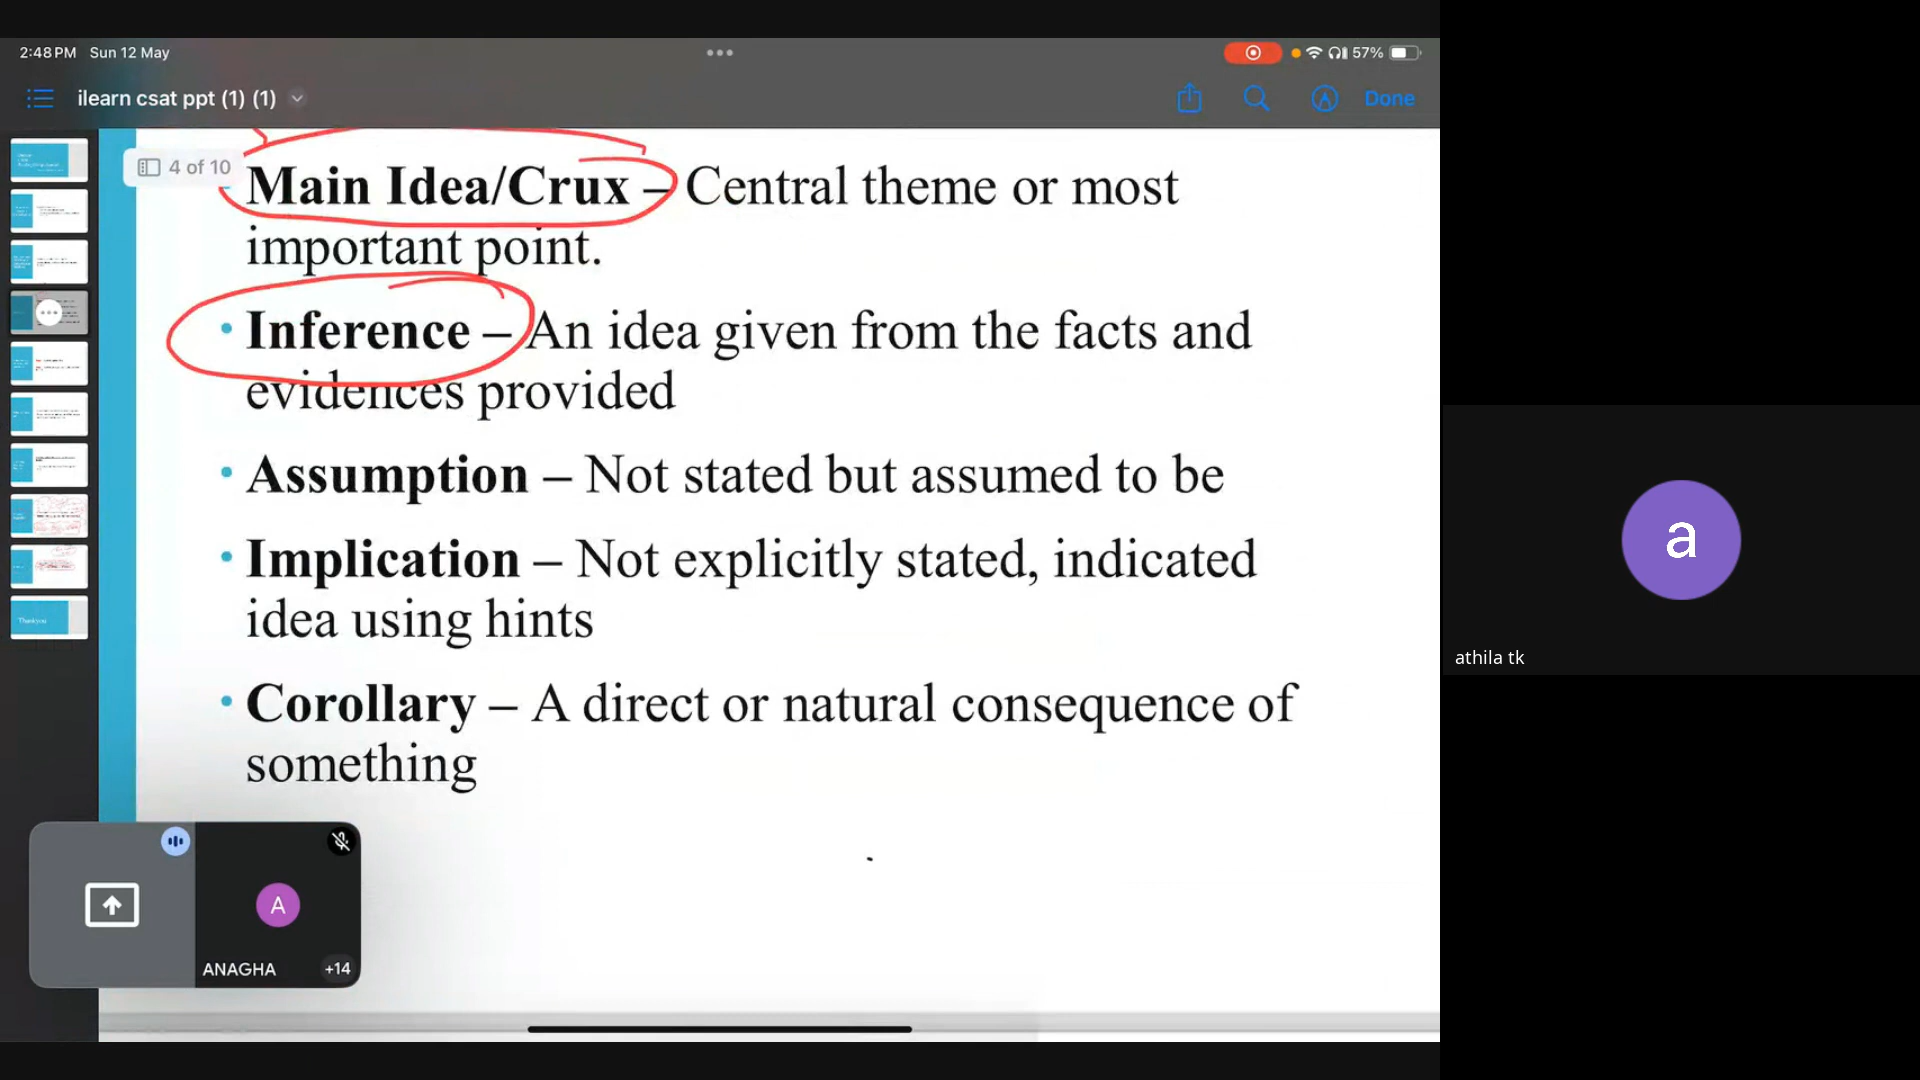 2:48 PM Sun 12 May
57%
ilearn csat ppt (1) (1)
Done
4 of 10
Main Idea/Crux – Central theme or most
important point.
• Inference – An idea given from the facts and
evidences provided
• Assumption – Not stated but assumed to be
• Implication – Not explicitly stated, indicated
idea using hints
• Corollary – A direct or natural consequence of
something
Thankyou
A
ANAGHA
+14
a
athila tk